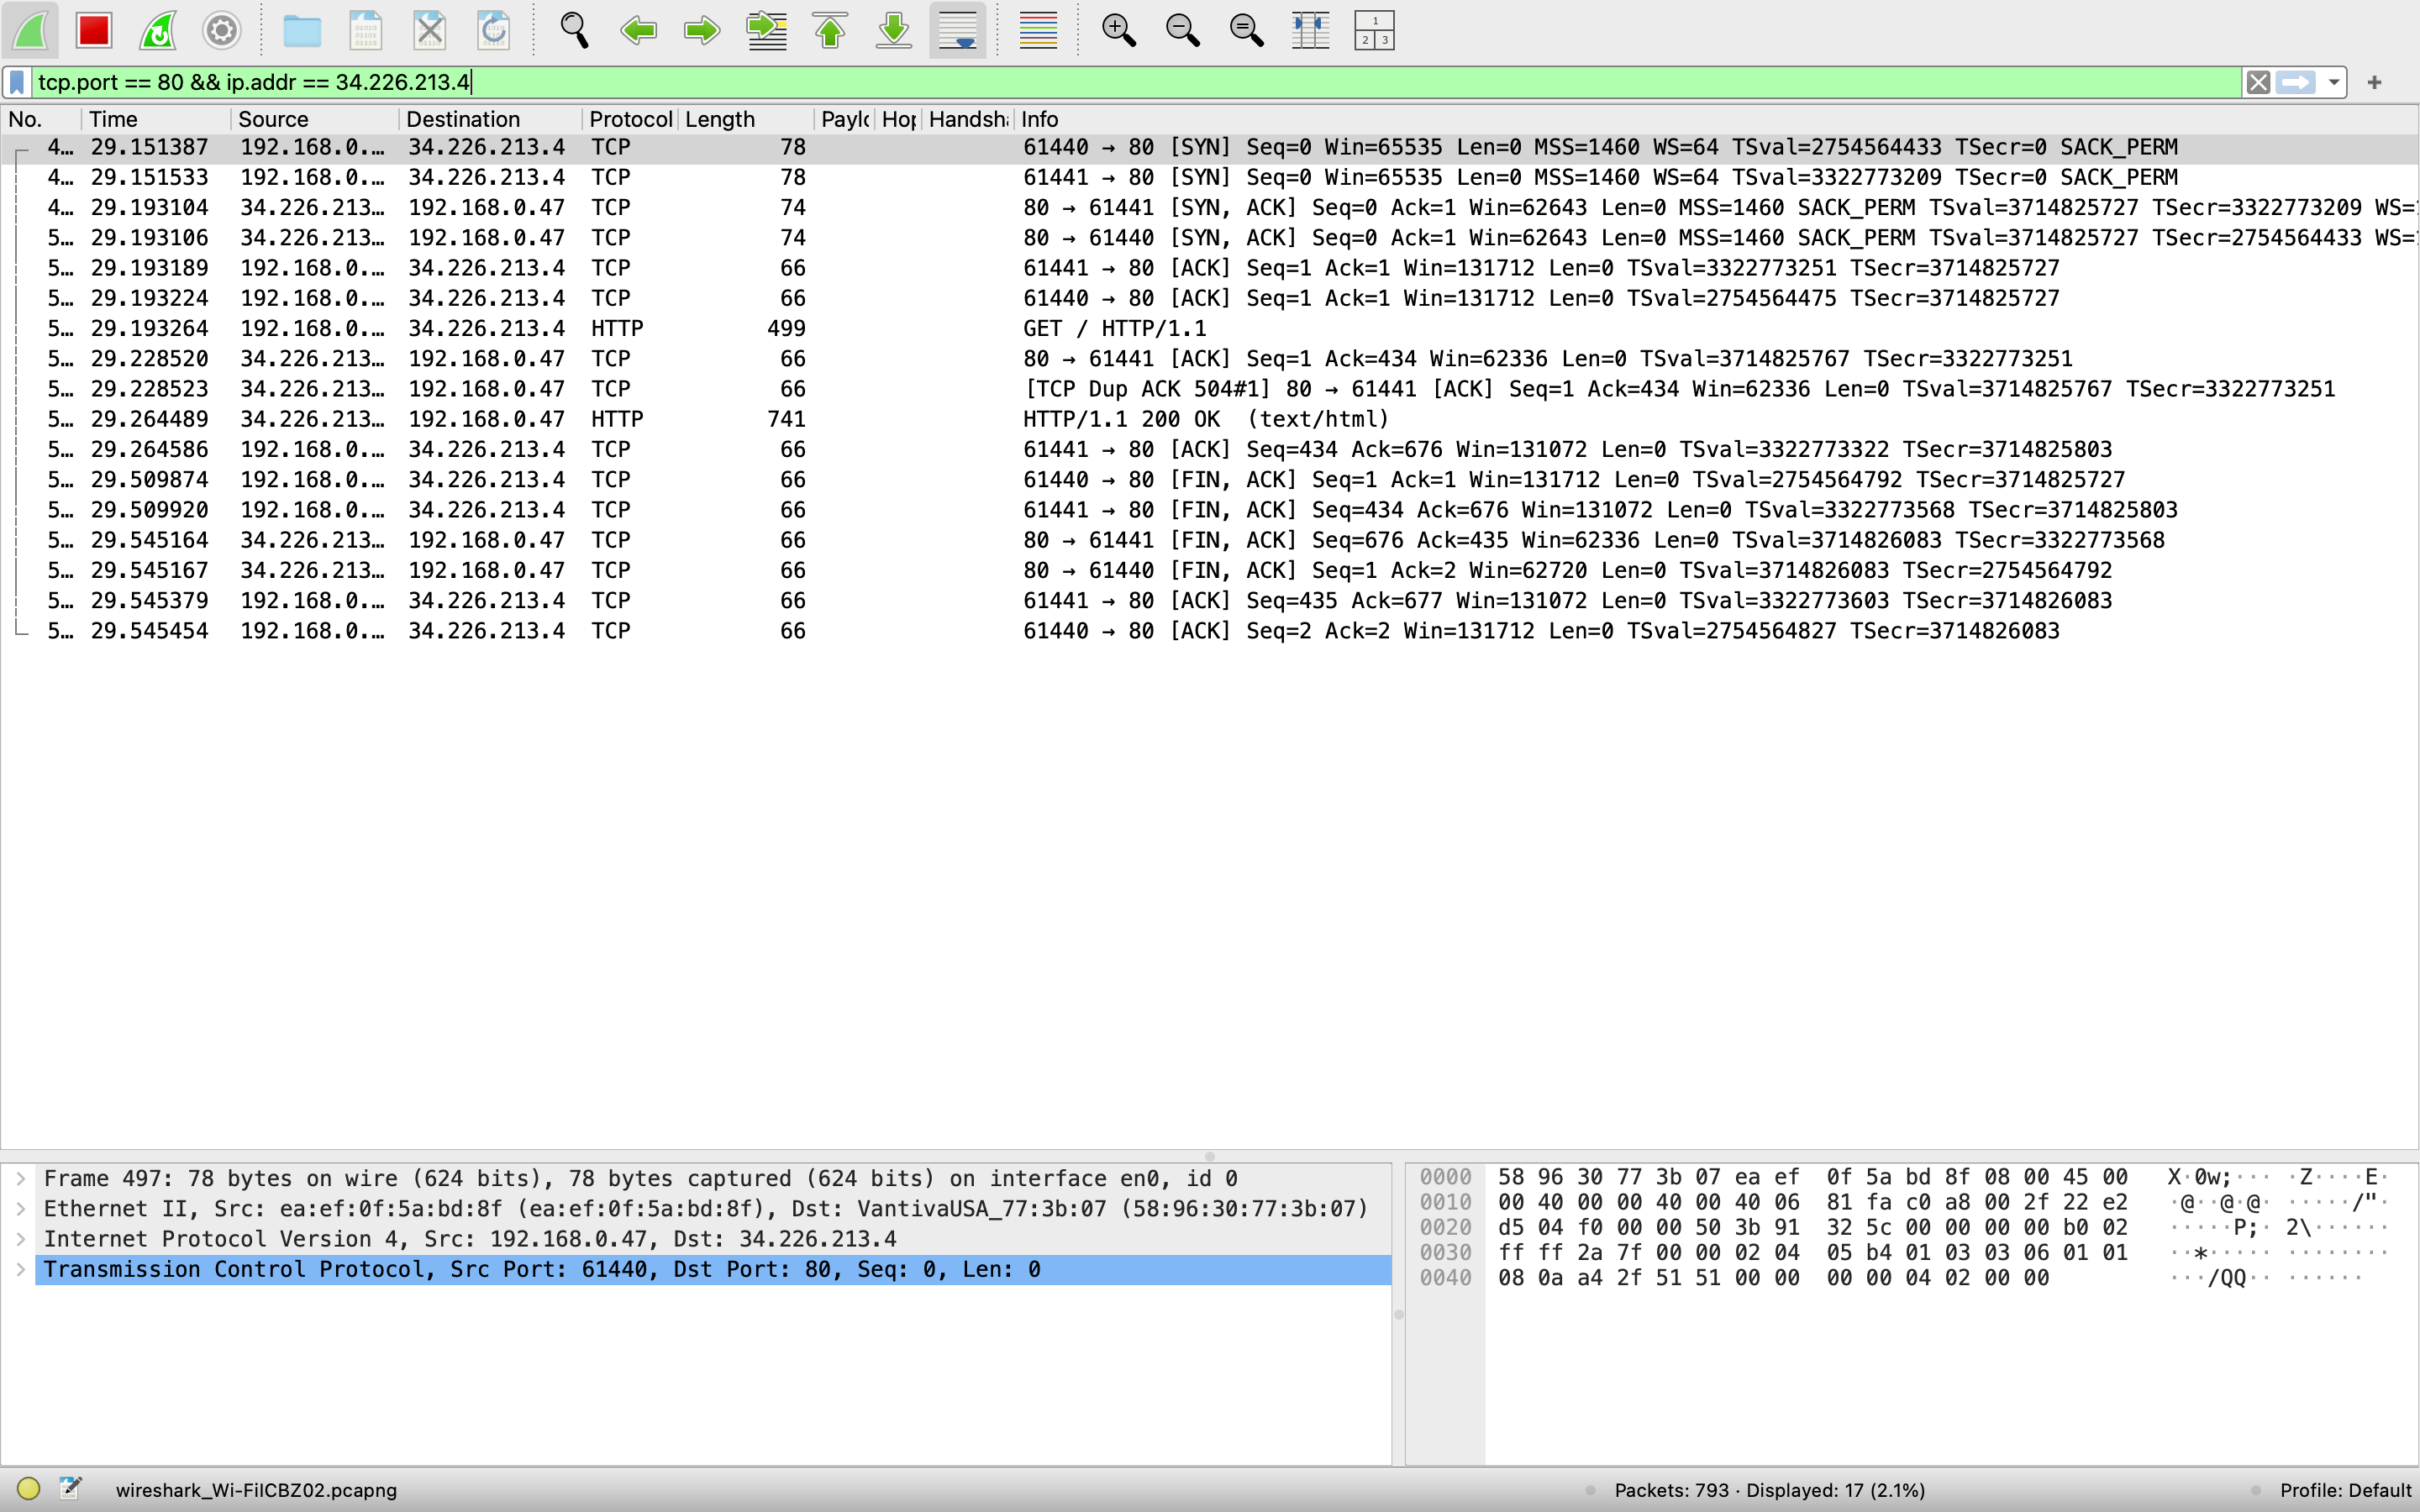 1
2 3
tcp.port == 80 && ip.addr == 34.226.213.4
No. Time Source Destination Protocol Length Paylo Hop Handsh: Info
4… 29.151387 192.168.0.… 34.226.213.4 TCP 78 61440 → 80 [SYN] Seq=0 Win=65535 Len=0 MSS=1460 WS=64 TSval=2754564433 TSecr=0 SACK_PERM
4… 29.151533 192.168.0.… 34.226.213.4 TCP 78 61441 → 80 [SYN] Seq=0 Win=65535 Len=0 MSS=1460 WS=64 TSval=3322773209 TSecr=0 SACK_PERM
4… 29.193104 34.226.213… 192.168.0.47 TCP 74 80 → 61441 [SYN, ACK] Seq=0 Ack=1 Win=62643 Len=0 MSS=1460 SACK_PERM TSval=3714825727 TSecr=3322773209 WS=
5… 29.193106 34.226.213… 192.168.0.47 TCP 74 80 → 61440 [SYN, ACK] Seq=0 Ack=1 Win=62643 Len=0 MSS=1460 SACK_PERM TSval=3714825727 TSecr=2754564433 WS=
5… 29.193189 192.168.0.… 34.226.213.4 TCP 66 61441 → 80 [ACK] Seq=1 Ack=1 Win=131712 Len=0 TSval=3322773251 TSecr=3714825727
5… 29.193224 192.168.0.… 34.226.213.4 TCP 66 61440 → 80 [ACK] Seq=1 Ack=1 Win=131712 Len=0 TSval=2754564475 TSecr=3714825727
5… 29.193264 192.168.0.… 34.226.213.4 HTTP 499 GET / HTTP/1.1
5… 29.228520 34.226.213… 192.168.0.47 TCP 66 80 → 61441 [ACK] Seq=1 Ack=434 Win=62336 Len=0 TSval=3714825767 TSecr=3322773251
5… 29.228523 34.226.213… 192.168.0.47 TCP 66 [TCP Dup ACK 504#1] 80 → 61441 [ACK] Seq=1 Ack=434 Win=62336 Len=0 TSval=3714825767 TSecr=3322773251
5… 29.264489 34.226.213… 192.168.0.47 HTTP 741 HTTP/1.1 200 OK (text/html)
5… 29.264586 192.168.0.… 34.226.213.4 TCP 66 61441 → 80 [ACK] Seq=434 Ack=676 Win=131072 Len=0 TSval=3322773322 TSecr=3714825803
5… 29.509874 192.168.0.… 34.226.213.4 TCP 66 61440 → 80 [FIN, ACK] Seq=1 Ack=1 Win=131712 Len=0 TSval=2754564792 TSecr=3714825727
5… 29.509920 192.168.0.… 34.226.213.4 TCP 66 61441 → 80 [FIN, ACK] Seq=434 Ack=676 Win=131072 Len=0 TSval=3322773568 TSecr=3714825803
5… 29.545164 34.226.213… 192.168.0.47 TCP 66 80 → 61441 [FIN, ACK] Seq=676 Ack=435 Win=62336 Len=0 TSval=3714826083 TSecr=3322773568
5… 29.545167 34.226.213… 192.168.0.47 TCP 66 80 → 61440 [FIN, ACK] Seq=1 Ack=2 Win=62720 Len=0 TSval=3714826083 TSecr=2754564792
5… 29.545379 192.168.0.… 34.226.213.4 TCP 66 61441 → 80 [ACK] Seq=435 Ack=677 Win=131072 Len=0 TSval=3322773603 TSecr=3714826083
5… 29.545454 192.168.0.… 34.226.213.4 TCP 66 61440 → 80 [ACK] Seq=2 Ack=2 Win=131712 Len=0 TSval=2754564827 TSecr=3714826083
Frame 497: 78 bytes on wire (624 bits), 78 bytes captured (624 bits) on interface en0, id 0
Ethernet II, Src: ea:ef:0f:5a:bd:8f (ea:ef:0f:5a:bd:8f), Dst: VantivaUSA_77:3b:07 (58:96:30:77:3b:07)
Internet Protocol Version 4, Src: 192.168.0.47, Dst: 34.226.213.4
Transmission Control Protocol, Src Port: 61440, Dst Port: 80, Seq: 0, Len: 0
0000 58 96 30 77 3b 07 ea ef 0f 5a bd 8f 08 00 45 00 X·0w;··· ·Z····E·
0010 00 40 00 00 40 00 40 06 81 fa c0 a8 00 2f 22 e2 ·@··@·@· ·····/"·
0020 d5 04 f0 00 00 50 3b 91 32 5c 00 00 00 00 b0 02 ·····P;· 2\······
0030 ff ff 2a 7f 00 00 02 04 05 b4 01 03 03 06 01 01 ··*····· ········
0040 08 0a a4 2f 51 51 00 00 00 00 04 02 00 00 ···/QQ·· ······
wireshark_Wi-FiICBZ02.pcapng Packets: 793 · Displayed: 17 (2.1%) Profile: Default